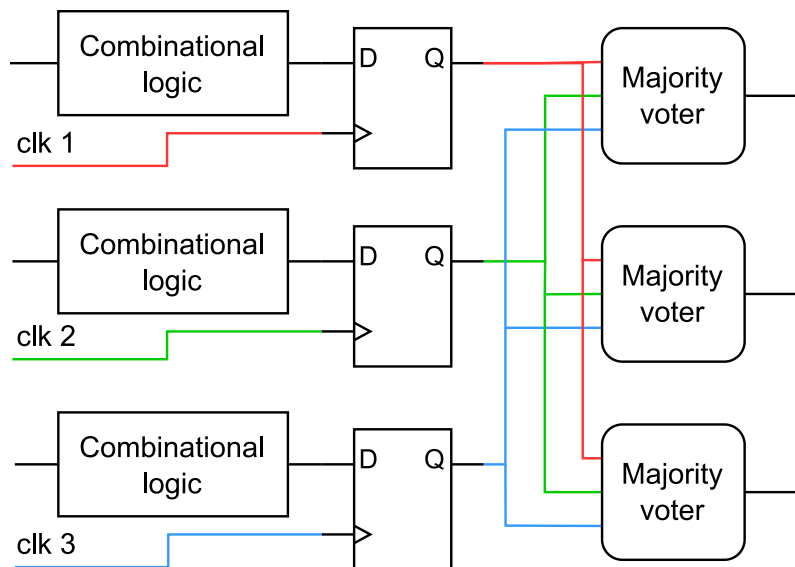 Combinational
logic
D
Q
Majority
voter
clk 1
Combinational
logic
D
Q
Majority
voter
clk 2
Combinational
logic
D
Q
Majority
voter
clk 3